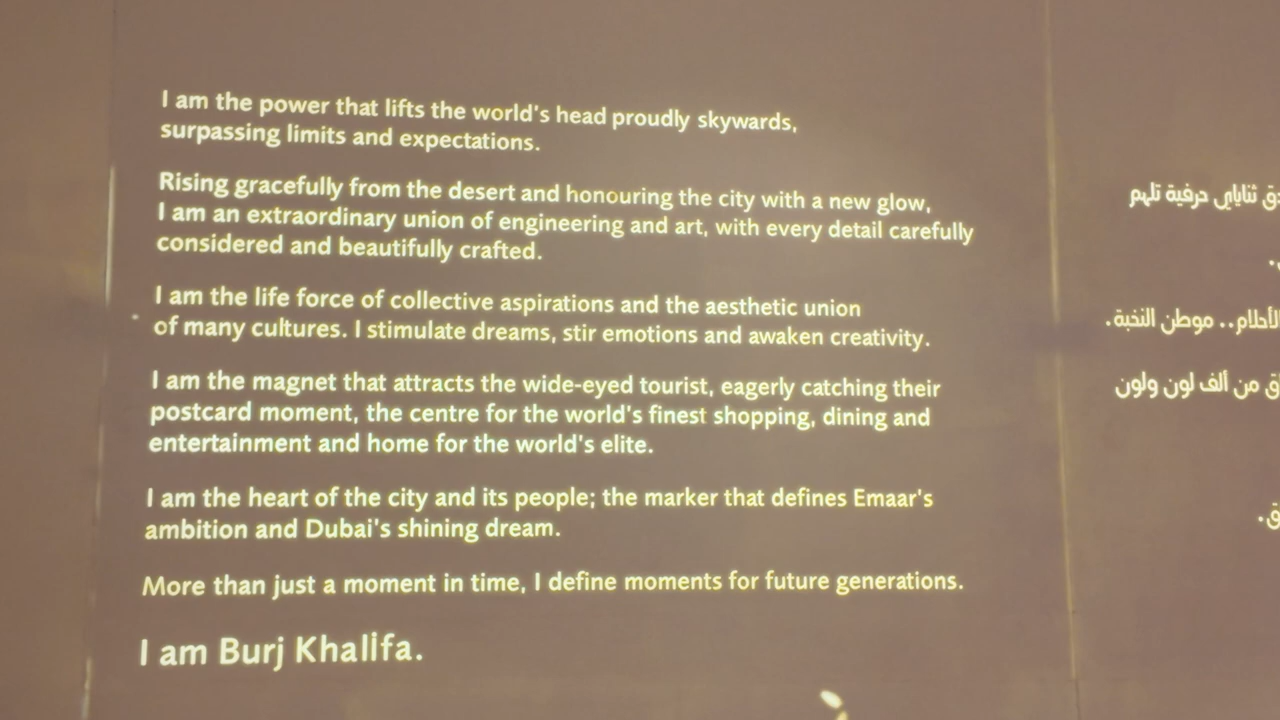 I am the power that lifts the world's head proudly skywards,
surpassing limits and expectations.
Rising gracefully from the desert and honouring the city with a new glow,
I am an extraordinary union of engineering and art, with every detail carefully
considered and beautifully crafted.
I am the life force of collective aspirations and the aesthetic union
of many cultures. I stimulate dreams, stir emotions and awaken creativity.
I am the magnet that attracts the wide-eyed tourist, eagerly catching their
postcard moment, the centre for the world's finest shopping, dining and
entertainment and home for the world's elite.
I am the heart of the city and its people; the marker that defines Emaar's
ambition and Dubai's shining dream.
More than just a moment in time, I define moments for future generations.
I am Burj Khalifa.
ثناياي حرفية تلهم
الأحلام.. موطن النخبة.
من ألف لون ولون